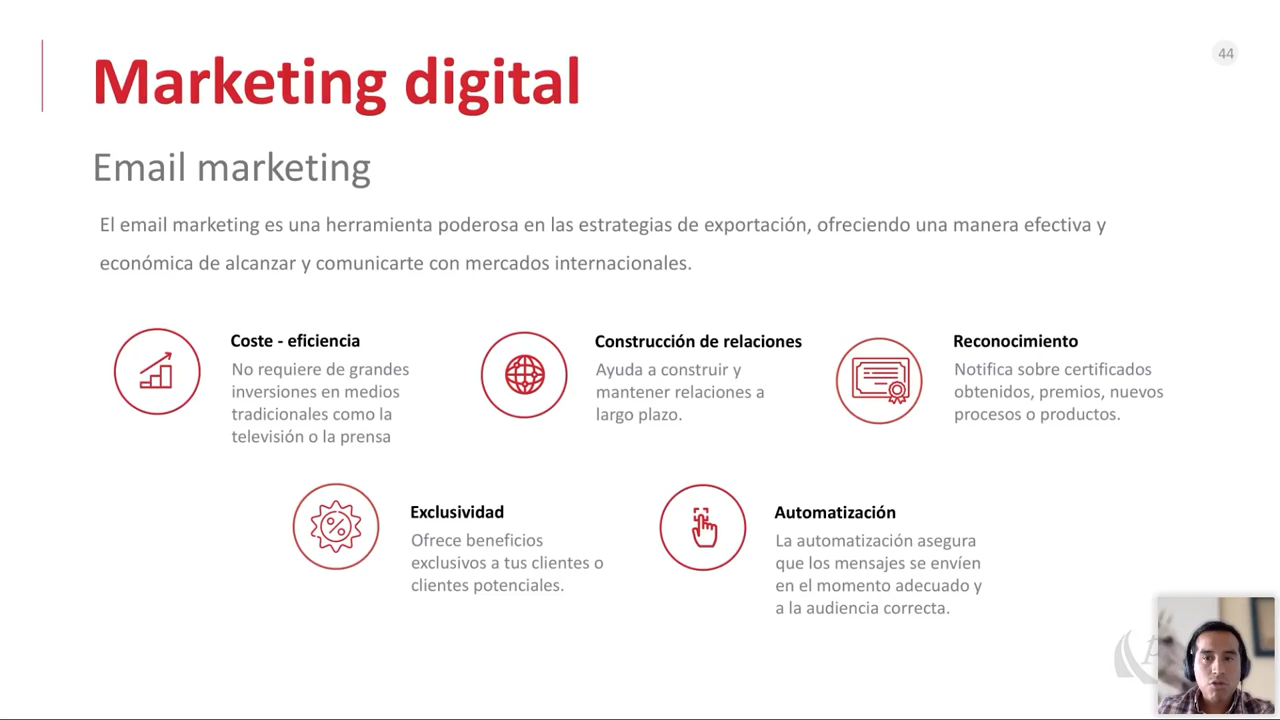 44
Marketing digital
Email marketing
El email marketing es una herramienta poderosa en las estrategias de exportación, ofreciendo una manera efectiva y
económica de alcanzar y comunicarte con mercados internacionales.
Coste - eficiencia
No requiere de grandes
inversiones en medios
tradicionales como la
televisión o la prensa
Construcción de relaciones
Ayuda a construir y
mantener relaciones a
largo plazo.
Reconocimiento
Notifica sobre certificados
obtenidos, premios, nuevos
procesos o productos.
Exclusividad
Ofrece beneficios
exclusivos a tus clientes o
clientes potenciales.
Automatización
La automatización asegura
que los mensajes se envíen
en el momento adecuado y
a la audiencia correcta.